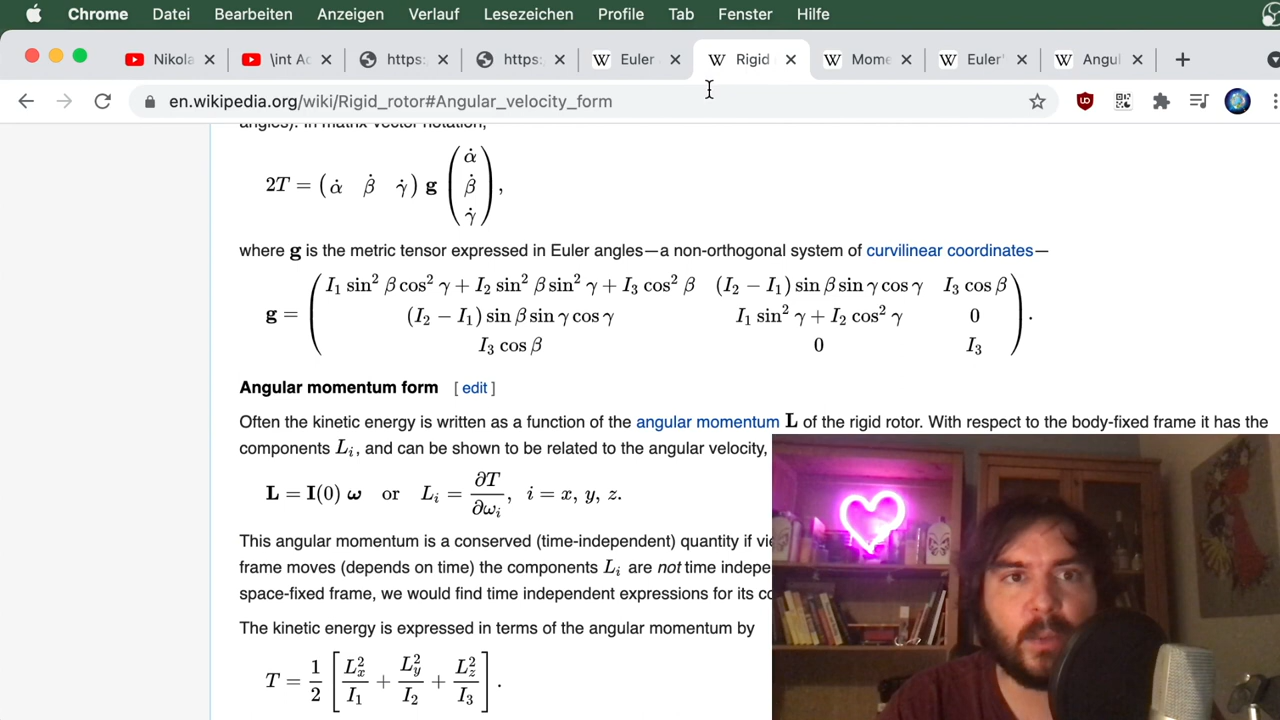 Chrome Datei Bearbeiten Anzeigen Verlauf Lesezeichen Profile Tab Fenster Hilfe
Nikola \int A https: https: Euler Rigid Mome Euler' Angul
en.wikipedia.org/wiki/Rigid_rotor#Angular_velocity_form
angles). In matrix vector notation,
2T = (α̇ β̇ γ̇) g (α̇ β̇ γ̇),
where g is the metric tensor expressed in Euler angles—a non-orthogonal system of curvilinear coordinates—
I₁ sin² β cos² γ + I₂ sin² β sin² γ + I₃ cos² β (I₂ − I₁) sin β sin γ cos γ I₃ cos β
g = (I₂ − I₁) sin β sin γ cos γ I₁ sin² γ + I₂ cos² γ 0 .
I₃ cos β 0 I₃
Angular momentum form [ edit ]
Often the kinetic energy is written as a function of the angular momentum L of the rigid rotor. With respect to the body-fixed frame it has the
components Lᵢ, and can be shown to be related to the angular velocity,
L = I(0) ω or Lᵢ = ∂T/∂ωᵢ, i = x, y, z.
This angular momentum is a conserved (time-independent) quantity if vie
frame moves (depends on time) the components Lᵢ are not time indepe
space-fixed frame, we would find time independent expressions for its co
The kinetic energy is expressed in terms of the angular momentum by
T = 1/2 [Lₓ²/I₁ + L_y²/I₂ + L_z²/I₃].